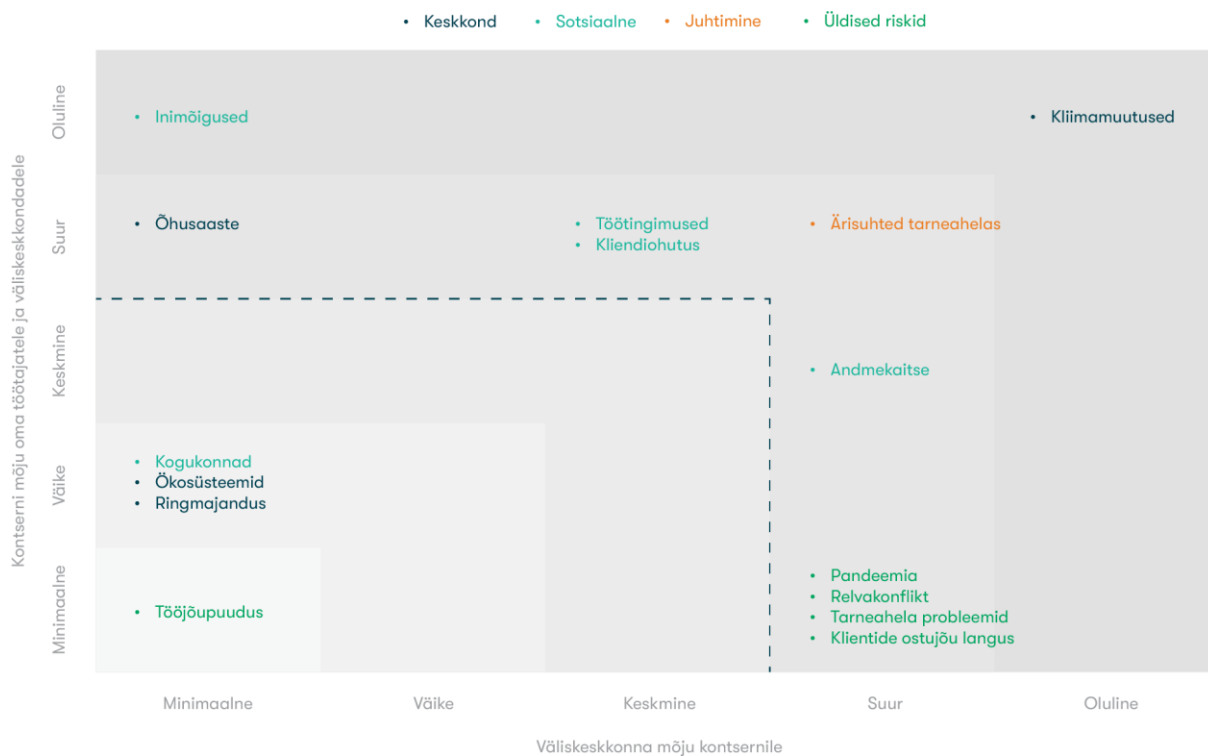 • Keskkond • Sotsiaalne • Juhtimine • Üldised riskid
Kontserni mõju oma töötajatele ja väliskeskkondadele
Oluline
• Inimõigused
• Kliimamuutused
Suur
• Õhusaaste
• Töötingimused
• Kliendiohutus
• Ärisuhted tarneahelas
Keskmine
• Andmekaitse
Väike
• Kogukonnad
• Ökosüsteemid
• Ringmajandus
Minimaalne
• Tööjõupuudus
• Pandeemia
• Relvakonflikt
• Tarneahela probleemid
• Klientide ostujõu langus
Minimaalne Väike Keskmine Suur Oluline
Väliskeskkonna mõju kontsernile